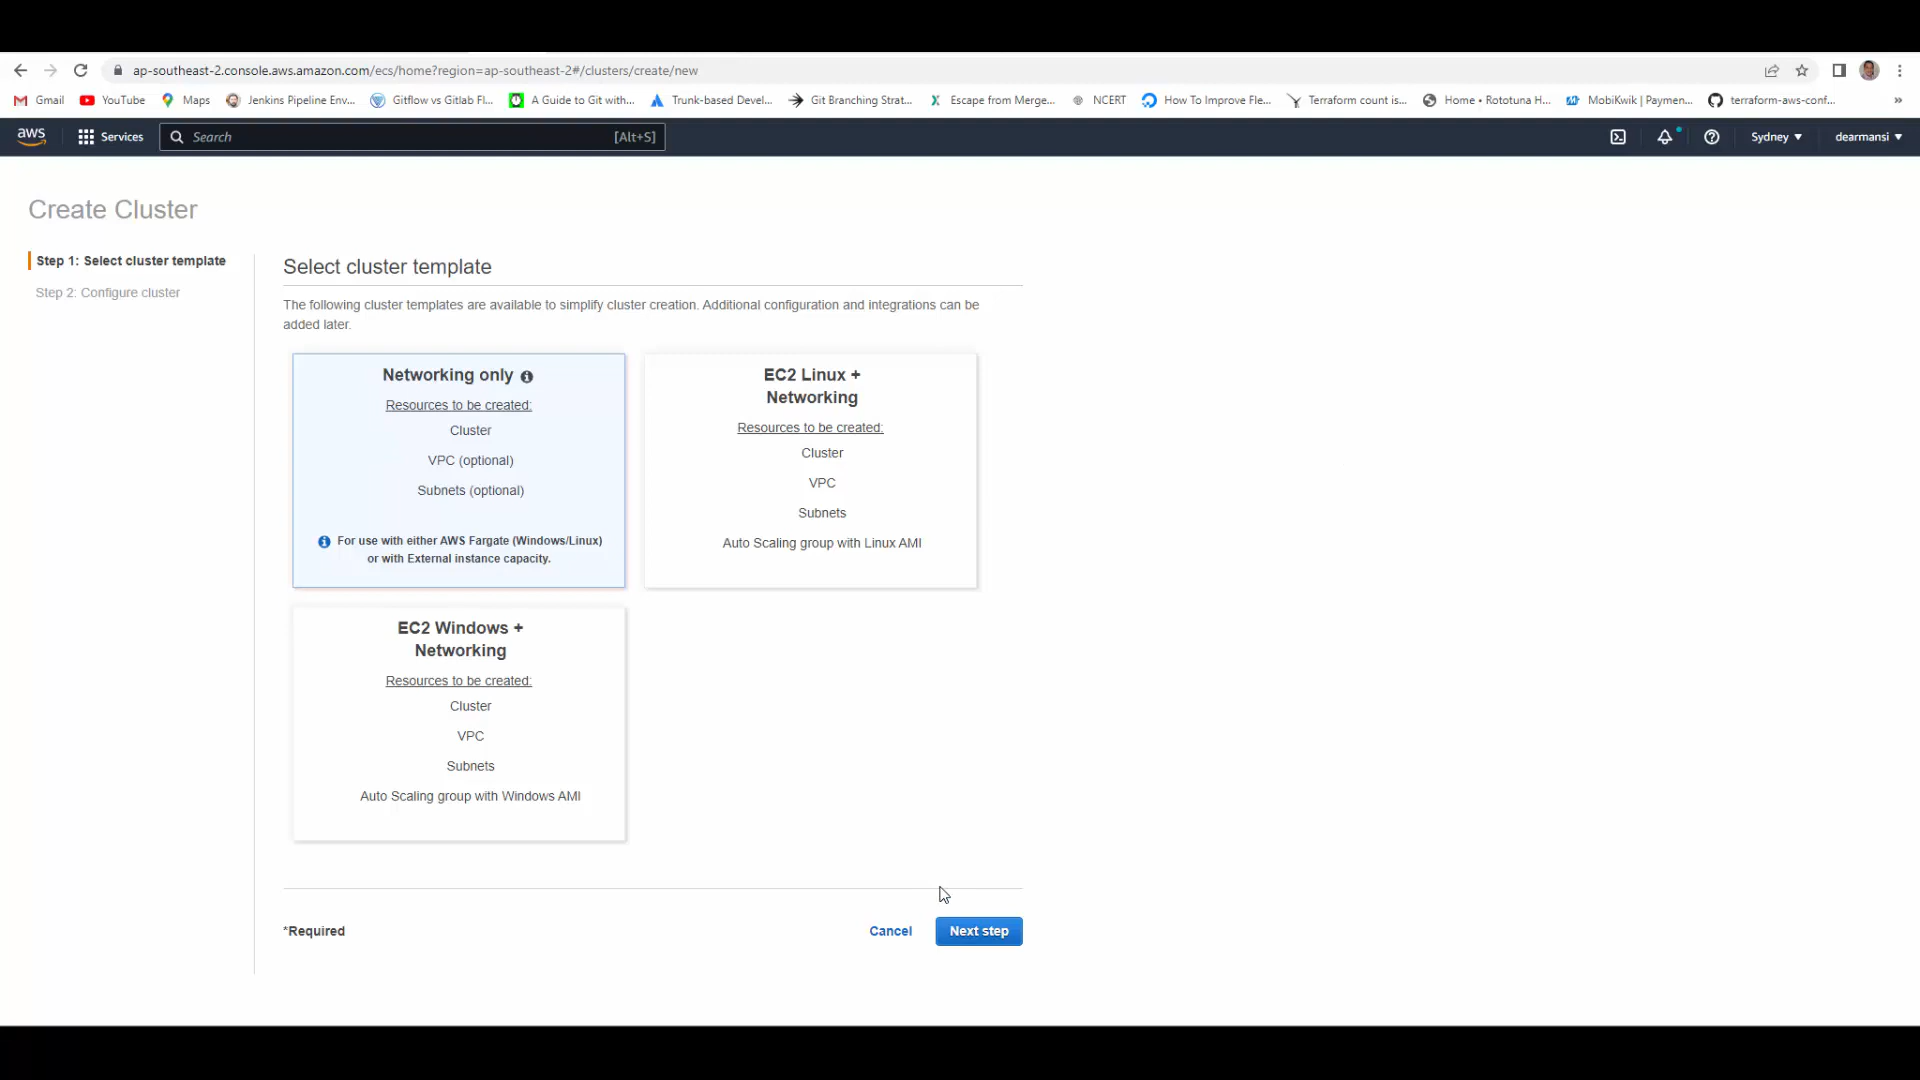 ap-southeast-2.console.aws.amazon.com/ecs/home?region=ap-southeast-2#/clusters/create/new
Gmail YouTube Maps Jenkins Pipeline Env... Gitflow vs Gitlab Fl... A Guide to Git with... Trunk-based Devel... Git Branching Strat... Escape from Merge... NCERT How To Improve Fle... Terraform count is... Home • Rototuna H... MobiKwik | Paymen... terraform-aws-conf... »
aws Services Search [Alt+S] Sydney dearmansi
Create Cluster
Step 1: Select cluster template
Step 2: Configure cluster
Select cluster template
The following cluster templates are available to simplify cluster creation. Additional configuration and integrations can be
added later.
Networking only
Resources to be created:
Cluster
VPC (optional)
Subnets (optional)
For use with either AWS Fargate (Windows/Linux)
or with External instance capacity.
EC2 Linux +
Networking
Resources to be created:
Cluster
VPC
Subnets
Auto Scaling group with Linux AMI
EC2 Windows +
Networking
Resources to be created:
Cluster
VPC
Subnets
Auto Scaling group with Windows AMI
*Required Cancel Next step